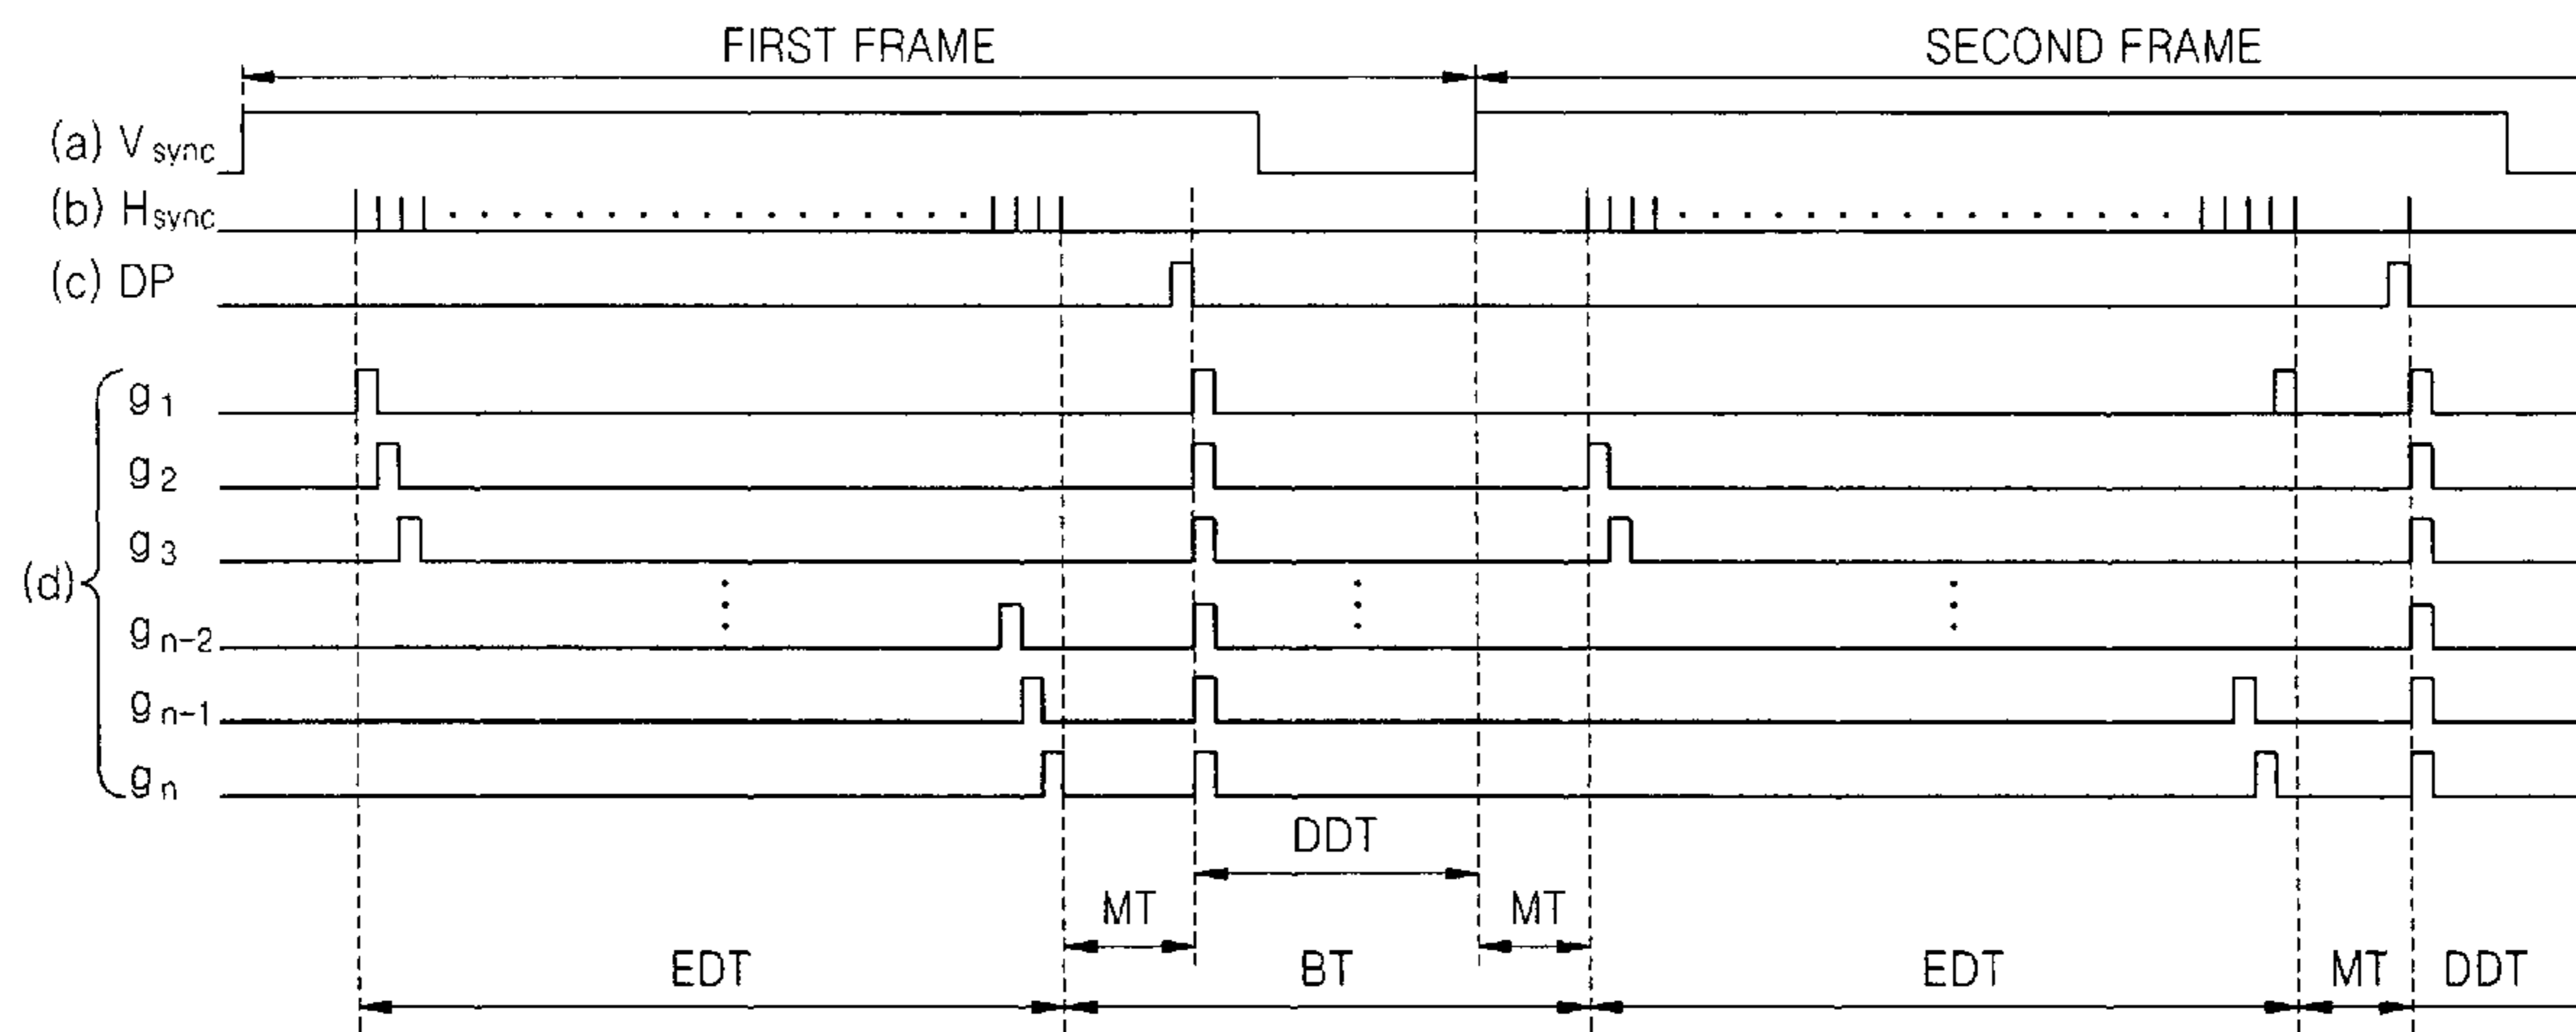 FIRST FRAME SECOND FRAME
(a) Vsync
(b) Hsync
(c) DP
(d)
g1
g2
g3
gn-2
gn-1
gn
DDT
MT MT
EDT BT EDT MT DDT